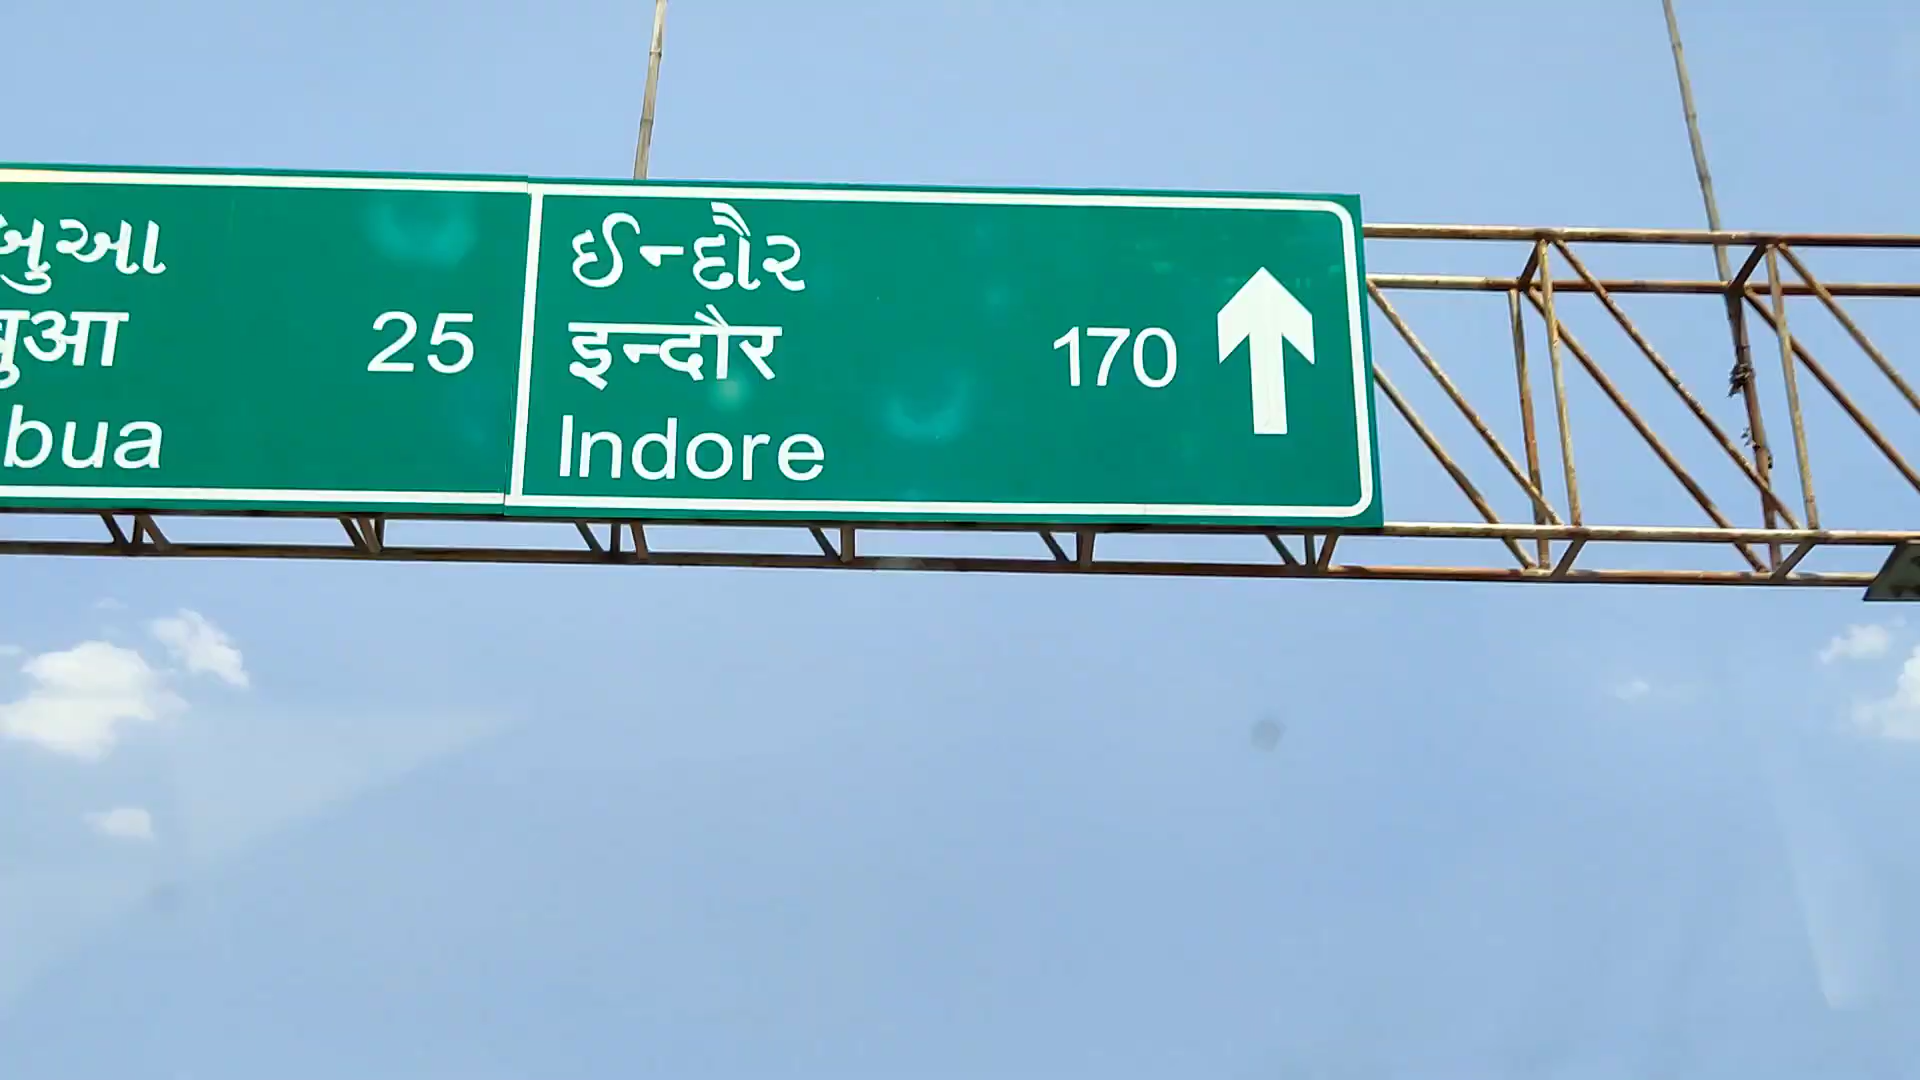 બુઆ
बुआ 25
bua
ઈન્દૌર
इन्दौर 170
Indore